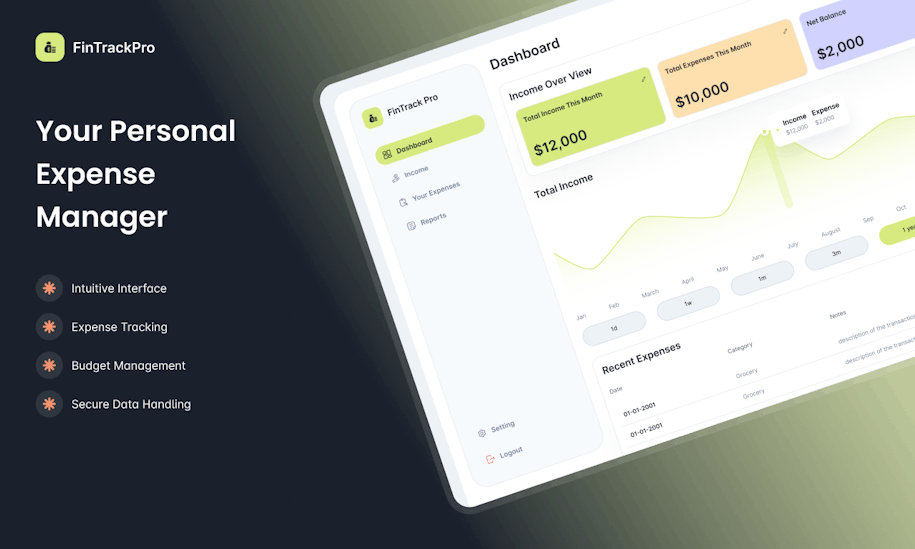 FinTrackPro
Your Personal
Expense
Manager
Intuitive Interface
Expense Tracking
Budget Management
Secure Data Handling
FinTrack Pro
Dashboard
Income
Your Expenses
Reports
Setting
Logout
Dashboard
Income Over View
Total Income This Month
$12,000
Total Expenses This Month
$10,000
Net Balance
$2,000
Total Income
Income Expense
$12,000 $2,000
Jan Feb March April May June July August Sep Oct
1d 1w 1m 3m 1 yea
Recent Expenses
Date Category Notes
01-01-2001 Grocery description of the transaction
01-01-2001 Grocery description of the transac